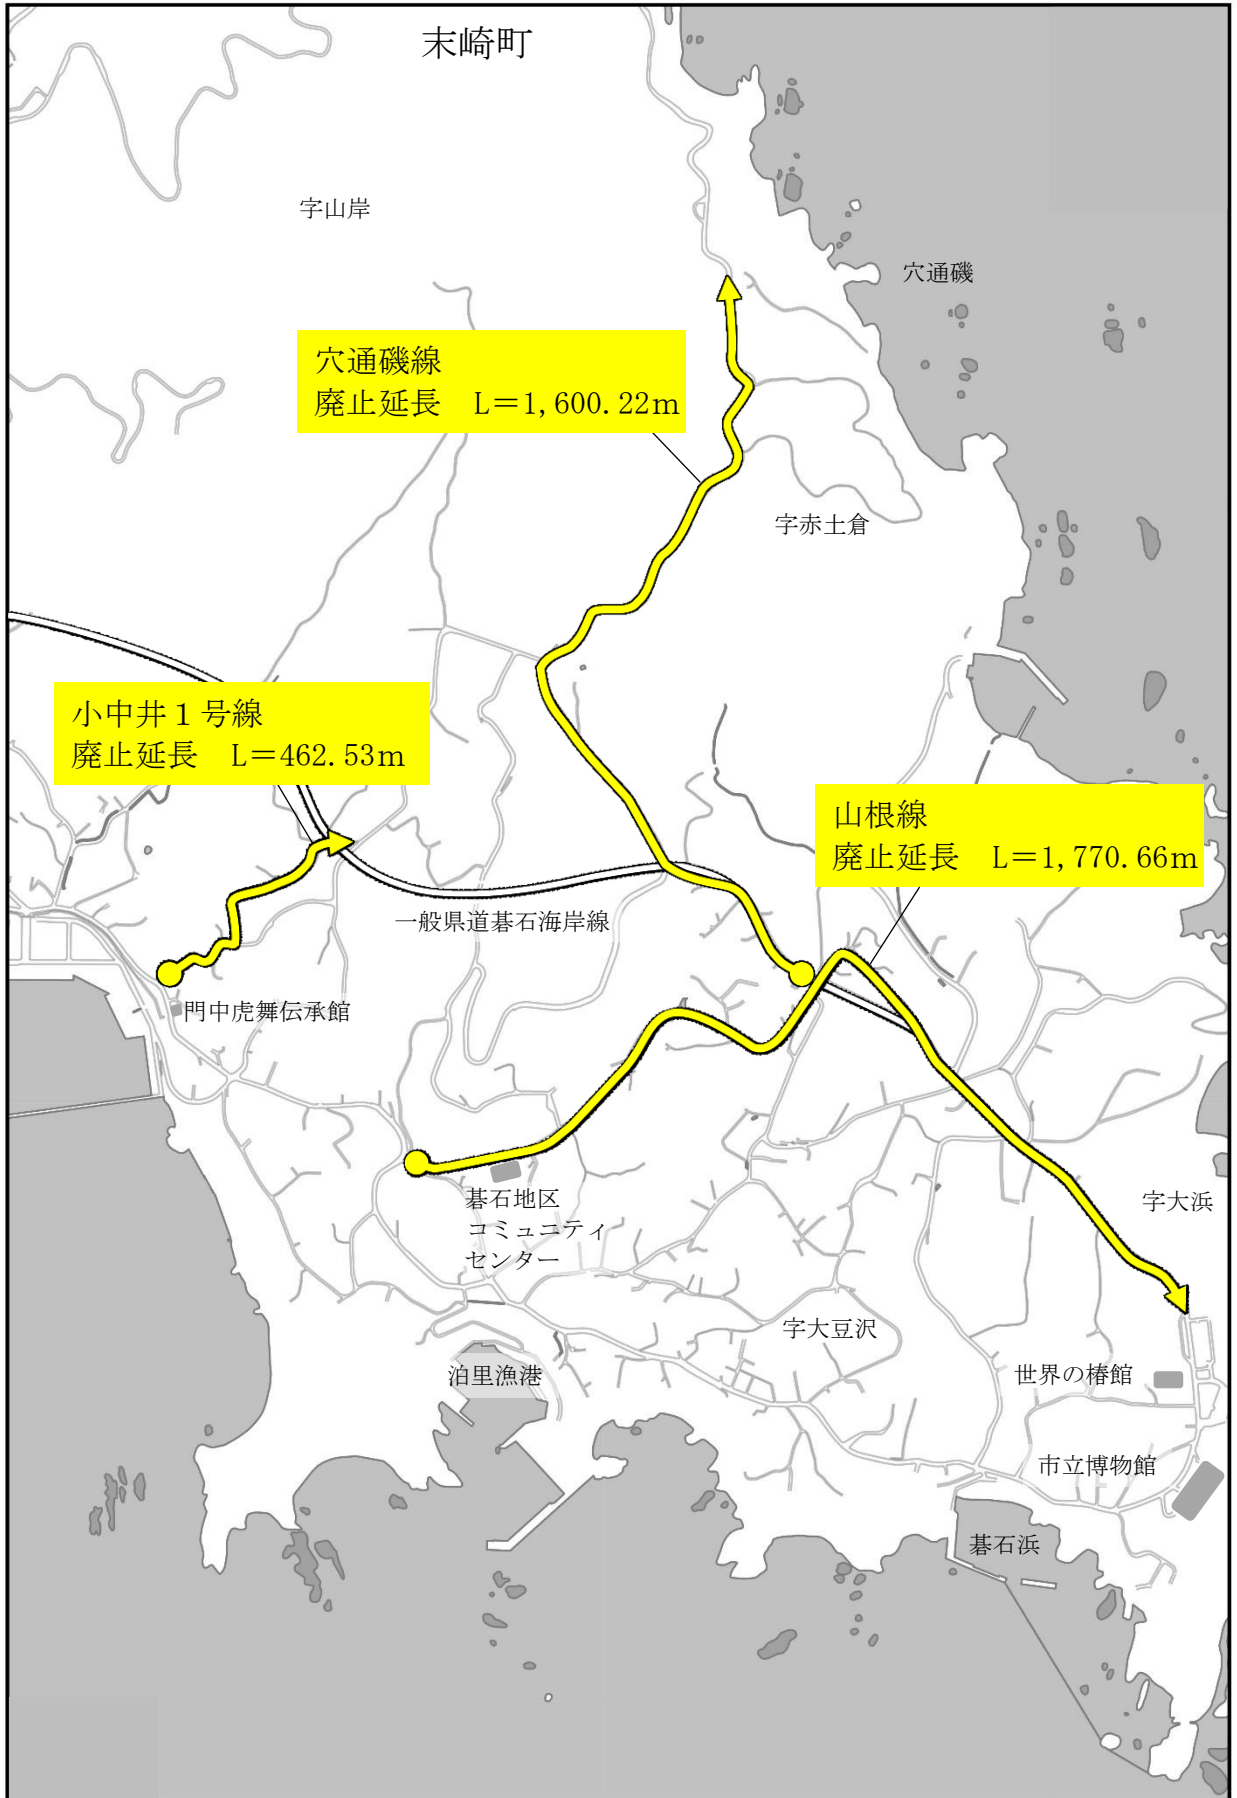 末崎町
字山岸
穴通磯
穴通磯線
廃止延長　L＝1,600.22m
字赤土倉
小中井１号線
廃止延長　L＝462.53m
山根線
廃止延長　L＝1,770.66m
一般県道碁石海岸線
門中虎舞伝承館
碁石地区
コミュニティ
センター
字大浜
字大豆沢
泊里漁港
世界の椿館
市立博物館
碁石浜